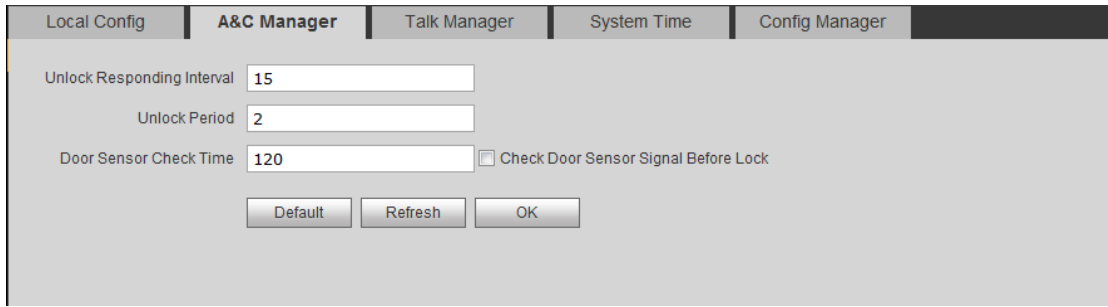 Local Config A&C Manager Talk Manager System Time Config Manager
Unlock Responding Interval 15
Unlock Period 2
Door Sensor Check Time 120 Check Door Sensor Signal Before Lock
Default Refresh OK